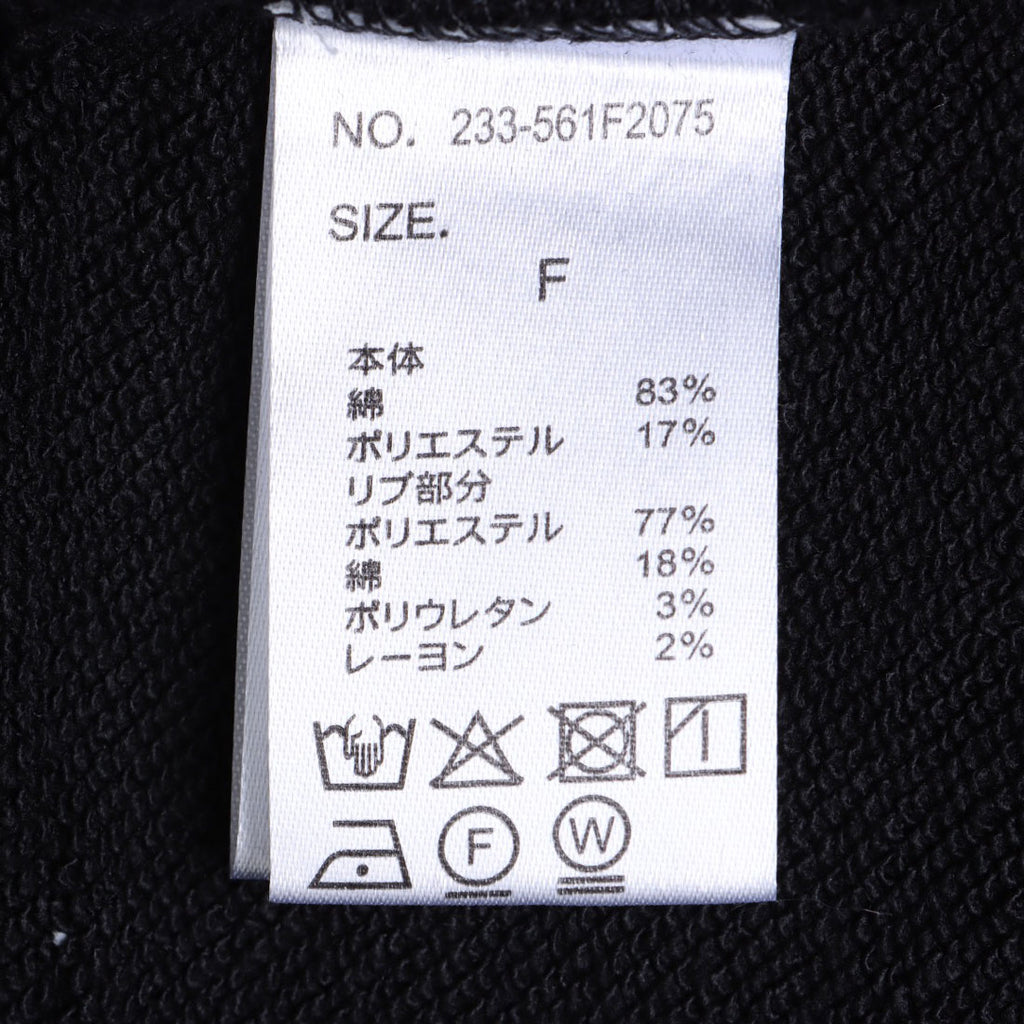 NO. 233-561F2075
SIZE.
F
本体
綿 83%
ポリエステル 17%
リブ部分
ポリエステル 77%
綿 18%
ポリウレタン 3%
レーヨン 2%
F
W